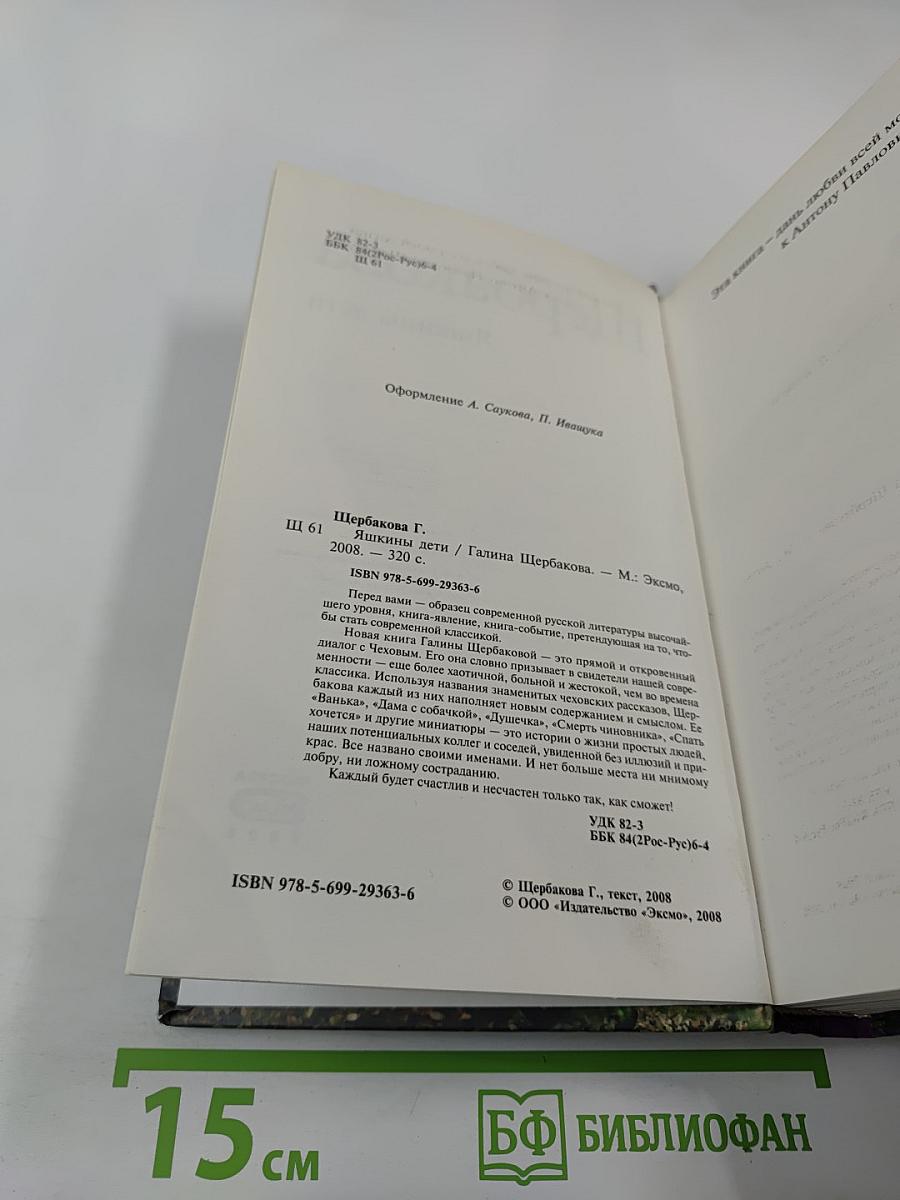 УДК 82-3
ББК 84(2Рос-Рус)6-4
Щ 61
Оформление А. Саукова, П. Иващука
Щербакова Г.
Щ 61 Яшкины дети / Галина Щербакова. — М.: Эксмо,
2008. — 320 с.
ISBN 978-5-699-29363-6
Перед вами — образец современной русской литературы высочай-
шего уровня, книга-явление, книга-событие, претендующая на то, что-
бы стать современной классикой.
Новая книга Галины Щербаковой — это прямой и откровенный
диалог с Чеховым. Его она словно призывает в свидетели нашей совре-
менности — еще более хаотичной, больной и жестокой, чем во времена
классика. Используя названия знаменитых чеховских рассказов, Щер-
бакова каждый из них наполняет новым содержанием и смыслом. Ее
«Ванька», «Дама с собачкой», «Душечка», «Смерть чиновника», «Спать
хочется» и другие миниатюры — это истории о жизни простых людей,
наших потенциальных коллег и соседей, увиденной без иллюзий и при-
крас. Все названо своими именами. И нет больше места ни мнимому
добру, ни ложному состраданию.
Каждый будет счастлив и несчастен только так, как сможет!
УДК 82-3
ББК 84(2Рос-Рус)6-4
ISBN 978-5-699-29363-6
© Щербакова Г., текст, 2008
© ООО «Издательство «Эксмо», 2008
Эта книга — дань любви всей
к Антону
15 см
БФ БИБЛИОФАН